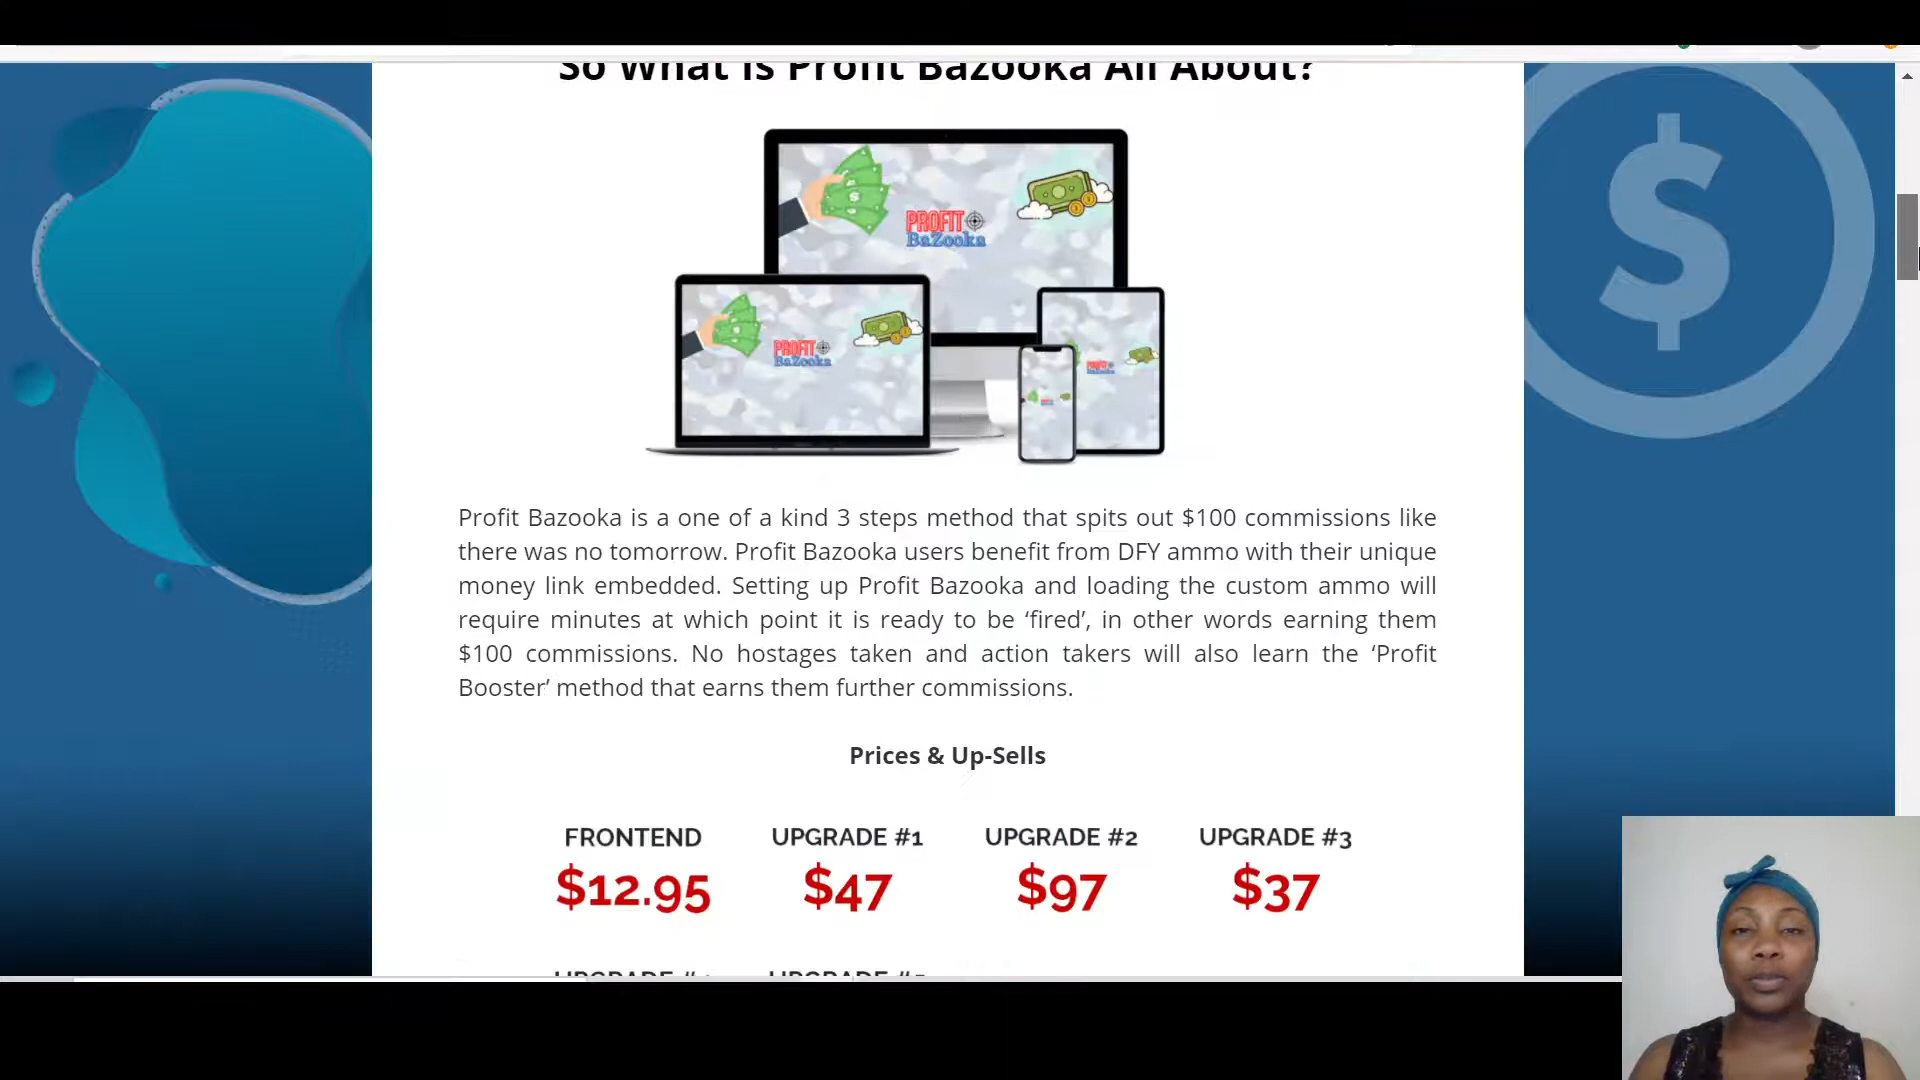 So What is Profit Bazooka All About?
PROFIT
BaZooka
PROFIT
BaZooka
PROFIT
BaZooka
Profit Bazooka is a one of a kind 3 steps method that spits out $100 commissions like
there was no tomorrow. Profit Bazooka users benefit from DFY ammo with their unique
money link embedded. Setting up Profit Bazooka and loading the custom ammo will
require minutes at which point it is ready to be ‘fired’, in other words earning them
$100 commissions. No hostages taken and action takers will also learn the ‘Profit
Booster’ method that earns them further commissions.
Prices & Up-Sells
FRONTEND UPGRADE #1 UPGRADE #2 UPGRADE #3
$12.95 $47 $97 $37
UPGRADE UPGRADE